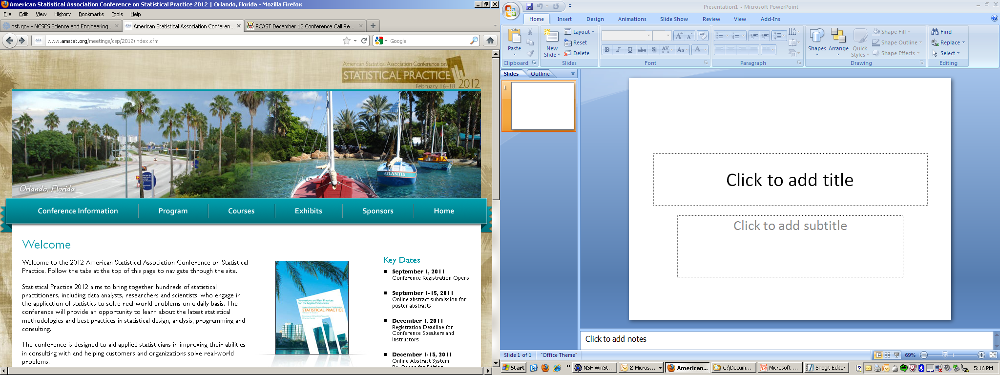 American Statistical Association Conference on Statistical Practice 2012 | Orlando, Florida - Mozilla Firefox
File Edit View History Bookmarks Tools Help
nsf.gov - NCSES Science and Engineering...
American Statistical Association Conferen...
PCAST December 12 Conference Call Re...
www.amstat.org/meetings/csp/2012/index.cfm
Google
American Statistical Association Conference on
STATISTICAL PRACTICE
February 16-18 2012
ATLANTIS
Orlando, Florida
Conference Information Program Courses Exhibits Sponsors Home
Welcome
Welcome to the 2012 American Statistical Association Conference on Statistical
Practice. Follow the tabs at the top of this page to navigate through the site.
Statistical Practice 2012 aims to bring together hundreds of statistical
practitioners, including data analysts, researchers and scientists, who engage in
the application of statistics to solve real-world problems on a daily basis. The
conference will provide an opportunity to learn about the latest statistical
methodologies and best practices in statistical design, analysis, programming and
consulting.
The conference is designed to aid applied statisticians in improving their abilities
in consulting with and helping customers and organizations solve real-world
problems.
Innovations and Best Practices
for the Applied Statistician
STATISTICAL PRACTICE
Key Dates
September 1, 2011
Conference Registration Opens
September 1-15, 2011
Online abstract submission for
poster abstracts
December 1, 2011
Registration Deadline for
Conference Speakers and
Instructors
December 1-15, 2011
Online Abstract System
Re-Opens for Editing
Presentation1 - Microsoft PowerPoint
Home Insert Design Animations Slide Show Review View Add-Ins
Paste
Clipboard
New
Slide
Layout
Reset
Delete
Slides
B I U abc S AV Aa A
Font
Paragraph
Shapes
Arrange
Quick
Styles
Shape Fill
Shape Outline
Shape Effects
Drawing
Find
Replace
Select
Editing
Slides Outline x
1
Click to add title
Click to add subtitle
Click to add notes
Slide 1 of 1 "Office Theme" 69%
Start
NSF WinSt...
2 Micros...
American...
C:\Docum...
Microsoft ...
Snagit Editor
5:16 PM